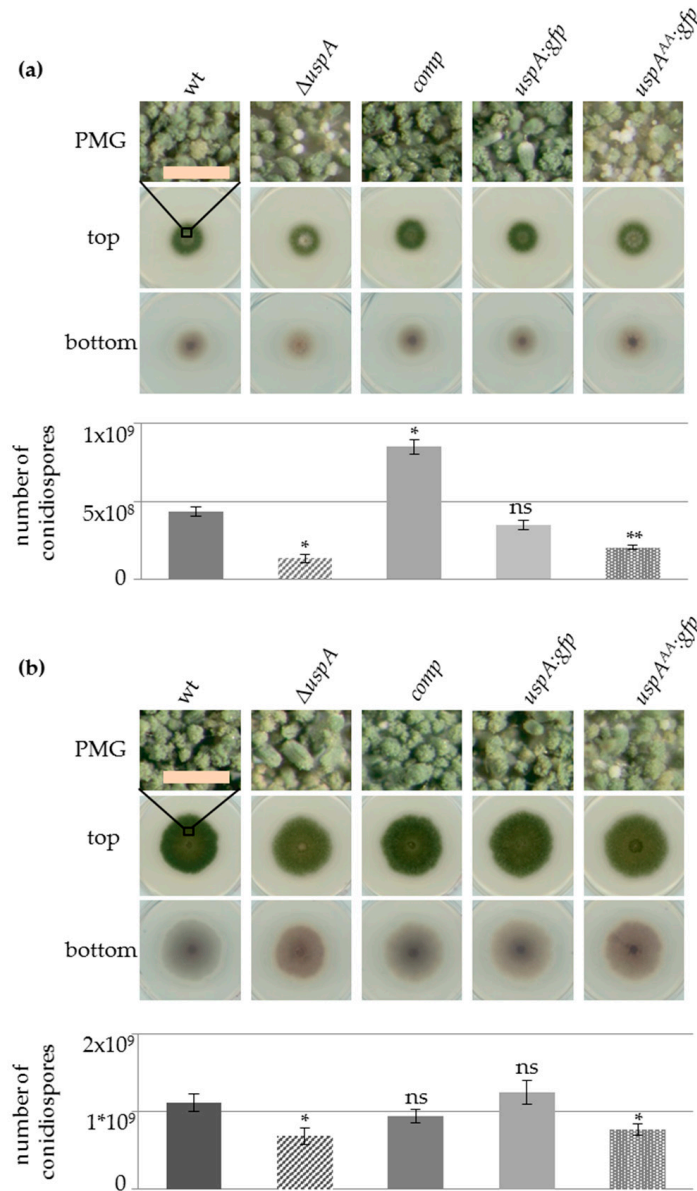 (a)
wt ΔuspA comp uspA:gfp uspAᴬᴬ:gfp
PMG
top
bottom
number of
conidiospores
1x10⁹
5x10⁸
0
* * ns **
(b)
wt ΔuspA comp uspA:gfp uspAᴬᴬ:gfp
PMG
top
bottom
number of
conidiospores
2x10⁹
1*10⁹
0
* ns ns *